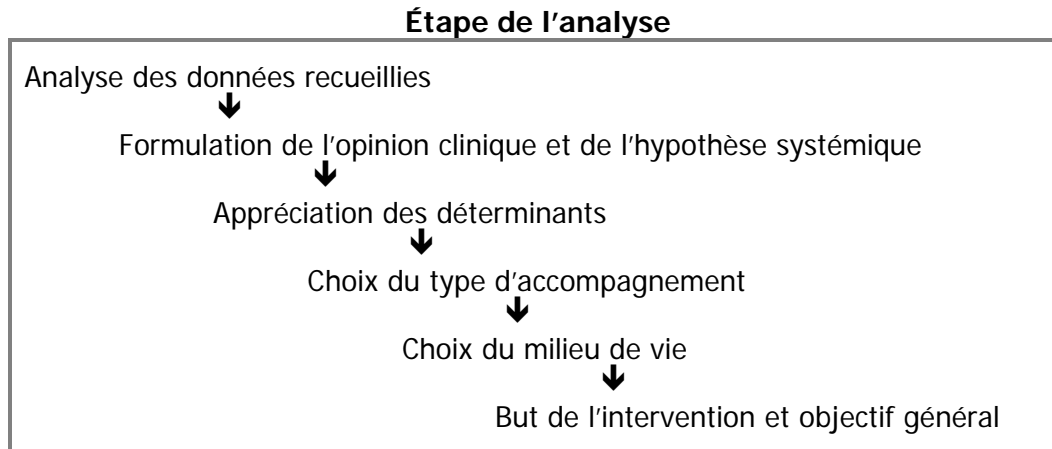 Étape de l'analyse
Analyse des données recueillies
Formulation de l'opinion clinique et de l'hypothèse systémique
Appréciation des déterminants
Choix du type d'accompagnement
Choix du milieu de vie
But de l'intervention et objectif général